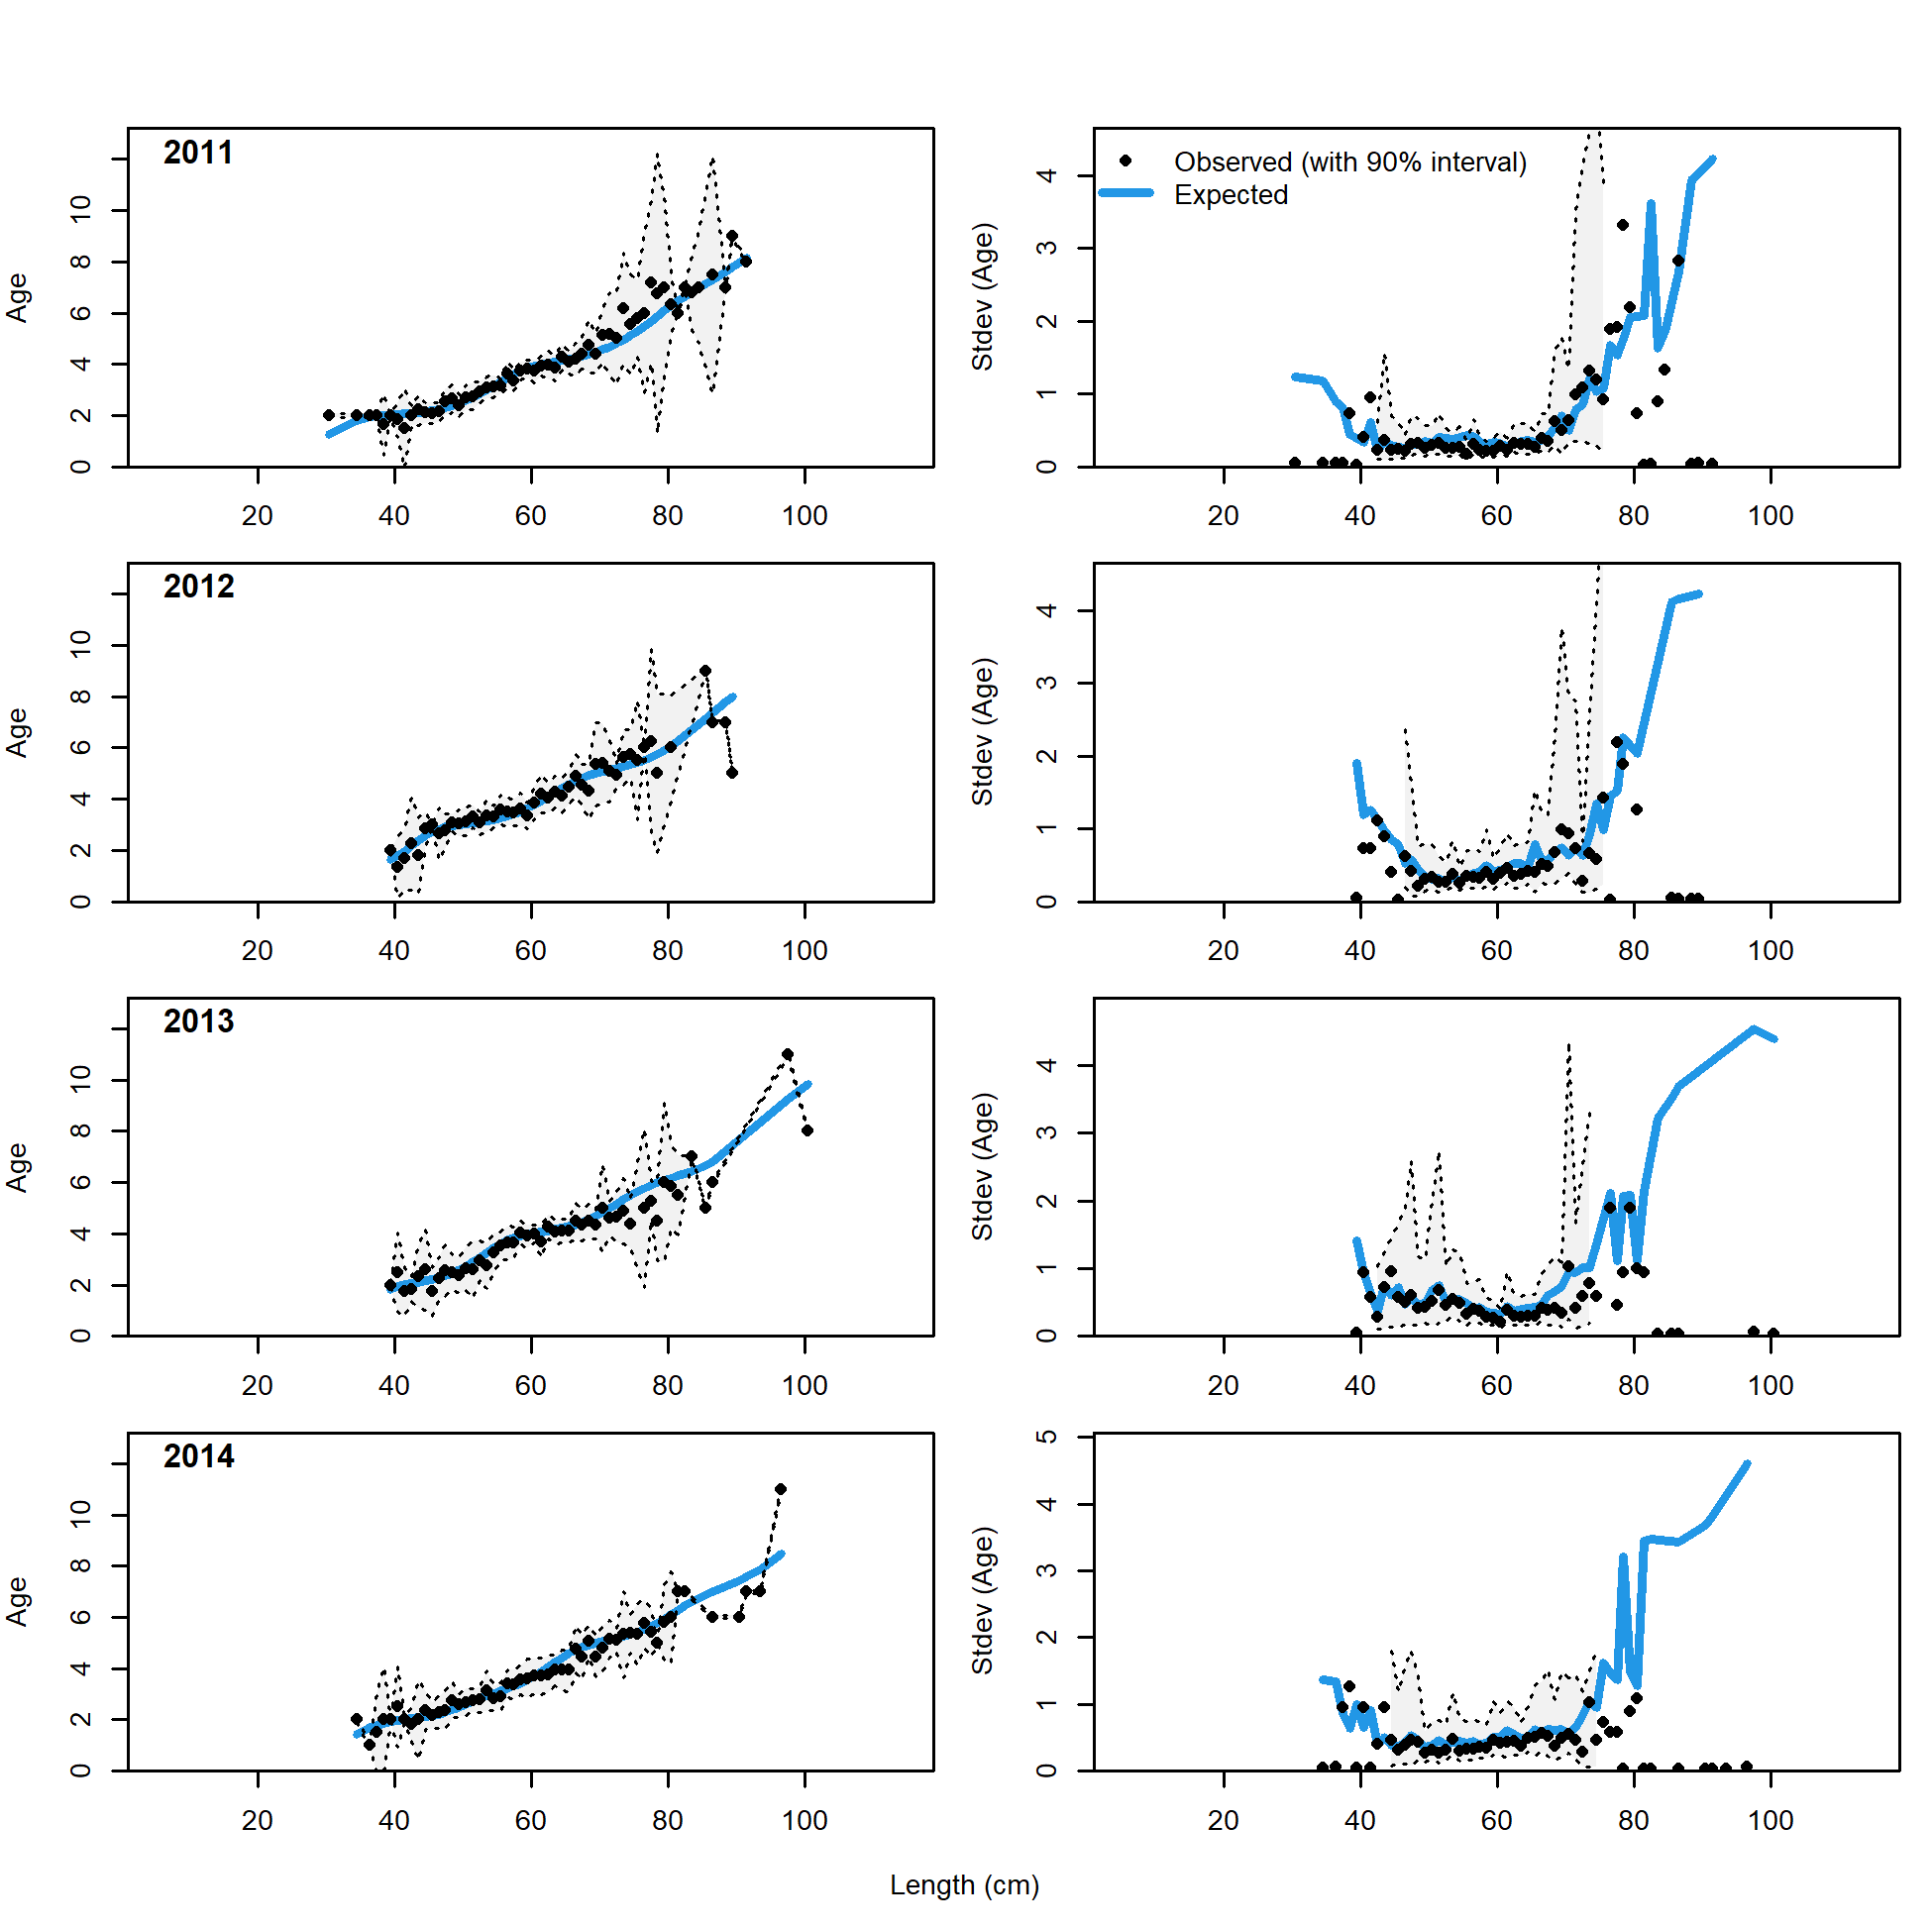 2011
Age
0 2 4 6 8 10
20 40 60 80 100
Observed (with 90% interval)
Expected
Stdev (Age)
0 1 2 3 4
20 40 60 80 100
2012
Age
0 2 4 6 8 10
20 40 60 80 100
Stdev (Age)
0 1 2 3 4
20 40 60 80 100
2013
Age
0 2 4 6 8 10
20 40 60 80 100
Stdev (Age)
0 1 2 3 4
20 40 60 80 100
2014
Age
0 2 4 6 8 10
20 40 60 80 100
Stdev (Age)
0 1 2 3 4 5
20 40 60 80 100
Length (cm)